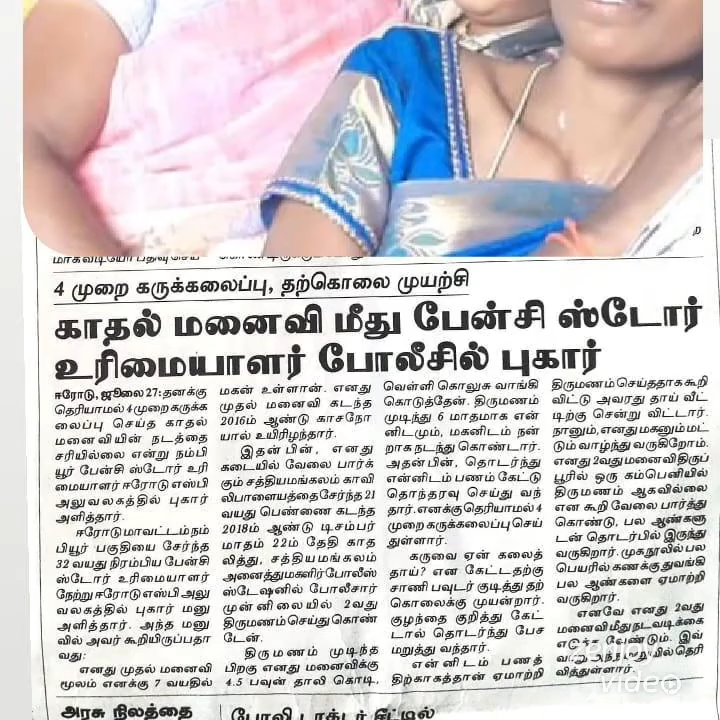 4 முறை கருக்கலைப்பு, தற்கொலை முயற்சி
காதல் மனைவி மீது பேன்சி ஸ்டோர்
உரிமையாளர் போலீசில் புகார்
ஈரோடு, ஜூலை 27: தனக்கு
தெரியாமல் 4 முறை கருக்க
லைப்பு செய்த காதல்
மனைவியின் நடத்தை
சரியில்லை என்று நம்பி
யூர் பேன்சி ஸ்டோர் உரி
மையாளர் ஈரோடு எஸ்பி
அலுவலகத்தில் புகார்
அளித்தார்.
ஈரோடு மாவட்டம் நம்
பியூர் பகுதியை சேர்ந்த
32 வயது நிரம்பிய பேன்சி
ஸ்டோர் உரிமையாளர்
நேற்று ஈரோடு எஸ்பி அலு
வலகத்தில் புகார் மனு
அளித்தார். அந்த மனு
வில் அவர் கூறியிருப்பதா
வது:
எனது முதல் மனைவி
மூலம் எனக்கு 7 வயதில்
மகன் உள்ளான். எனது
முதல் மனைவி கடந்த
2016ம் ஆண்டு காசநோ
யால் உயிரிழந்தார்.
இதன் பின், எனது
கடையில் வேலை பார்க்
கும் சத்தியமங்கலம் காவி
லிபாளையத்தை சேர்ந்த 21
வயது பெண்ணை கடந்த
2018ம் ஆண்டு டிசம்பர்
மாதம் 22ம் தேதி காத
லித்து, சத்தியமங்கலம்
அனைத்து மகளிர் போலீஸ்
ஸ்டேஷனில் போலீசார்
முன்னிலையில் 2வது
திருமணம் செய்து கொண்
டேன்.
திருமணம் முடிந்த
பிறகு எனது மனைவிக்கு
4.5 பவுன் தாலி கொடி,
வெள்ளி கொலுசு வாங்கி
கொடுத்தேன். திருமணம்
முடிந்து 6 மாதமாக என்
னிடமும், மகனிடம் நன்
றாக நடந்து கொண்டார்.
அதன்பின், தொடர்ந்து
என்னிடம் பணம் கேட்டு
தொந்தரவு செய்து வந்
தார். எனக்கு தெரியாமல் 4
முறை கருக்கலைப்பு செய்
துள்ளார்.
கருவை ஏன் கலைத்
தாய்? என கேட்டதற்கு
சாணி பவுடர் குடித்து தற்
கொலைக்கு முயன்றார்.
குழந்தை குறித்து கேட்
டால் தொடர்ந்து பேச
மறுத்து வந்தார்.
என்னிடம் பணத்
திற்காகத்தான் ஏமாற்றி
திருமணம் செய்ததாக கூறி
விட்டு அவரது தாய் வீட்
டிற்கு சென்று விட்டார்.
நானும், எனது மகனும் மட்
டும் வாழ்ந்து வருகிறோம்.
எனது 2வது மனைவி திருப்
பூரில் ஒரு கம்பெனியில்
திருமணம் ஆகவில்லை
என கூறி வேலை பார்த்து
கொண்டு, பல ஆண்களு
டன் தொடர்பில் இருந்து
வருகிறார். முகநூலில் பல
பெயரில் கணக்கு துவங்கி
பல ஆண்களை ஏமாற்றி
வருகிறார்.
எனவே எனது 2வது
மனைவி மீது நடவடிக்கை
எடுக்க வேண்டும். இவ்
வாறு அந்த மனுவில் தெரி
வித்துள்ளார்.
video
அரசு நிலத்தை
போலி டாக்டர் வீட்டில்